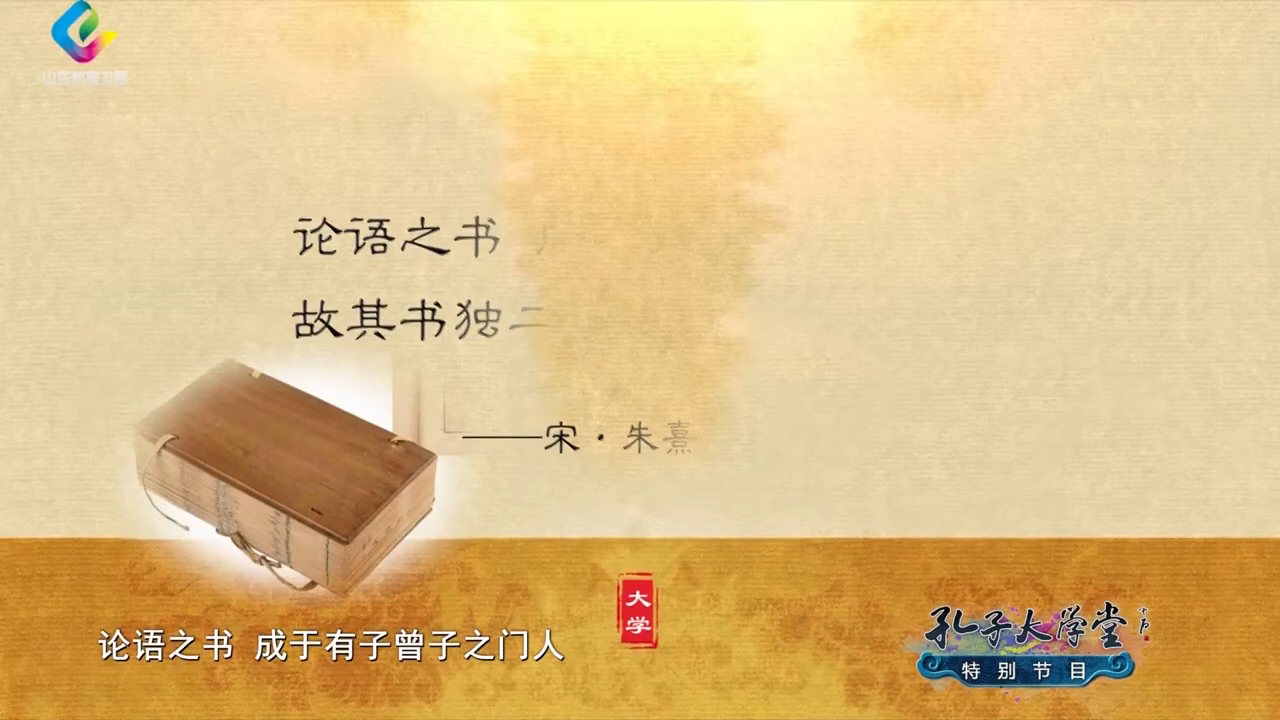 论语之书
故其书独二
——宋·朱熹
大学
论语之书 成于有子曾子之门人
孔子大学堂
特别节目